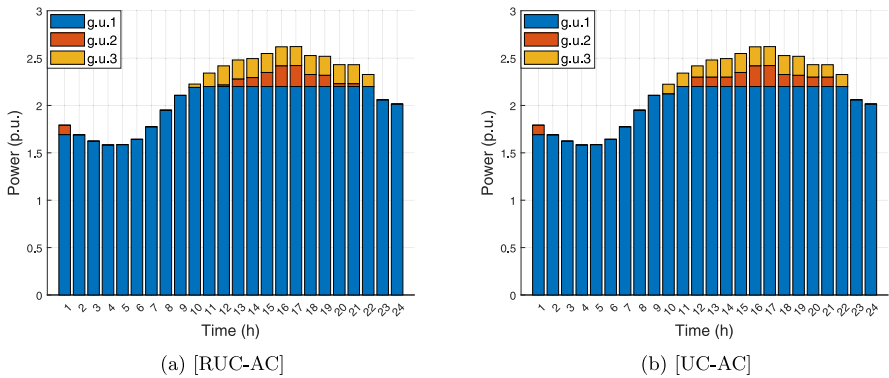 g.u.1
g.u.2
g.u.3
Power (p.u.)
3
2.5
2
1.5
1
0.5
0
1 2 3 4 5 6 7 8 9 10 11 12 13 14 15 16 17 18 19 20 21 22 23 24
Time (h)
(a) [RUC-AC]
g.u.1
g.u.2
g.u.3
Power (p.u.)
3
2.5
2
1.5
1
0.5
0
1 2 3 4 5 6 7 8 9 10 11 12 13 14 15 16 17 18 19 20 21 22 23 24
Time (h)
(b) [UC-AC]